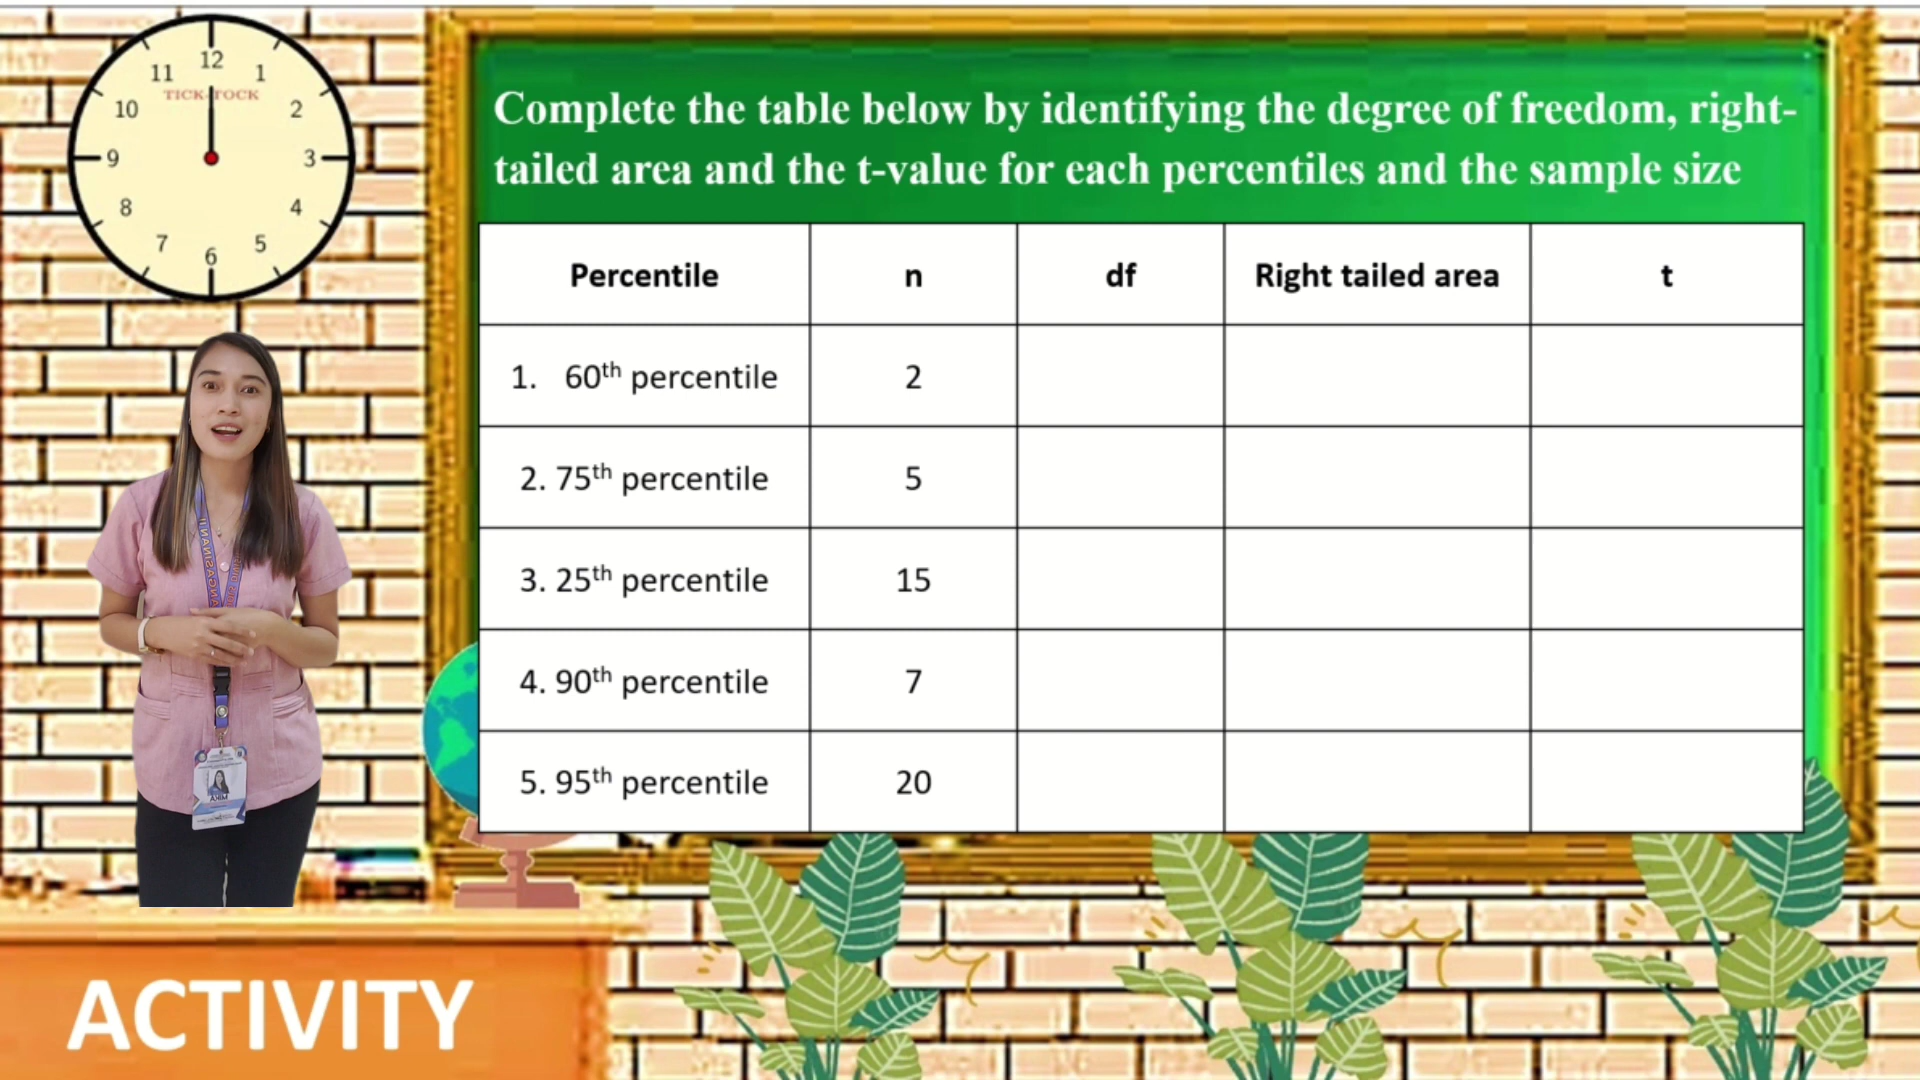 12
11 1
TICK-TOCK
10 2
9 3
8 4
7 5
6
Complete the table below by identifying the degree of freedom, right-
tailed area and the t-value for each percentiles and the sample size
Percentile n df Right tailed area t
1. 60th percentile 2
2. 75th percentile 5
3. 25th percentile 15
4. 90th percentile 7
5. 95th percentile 20
ACTIVITY